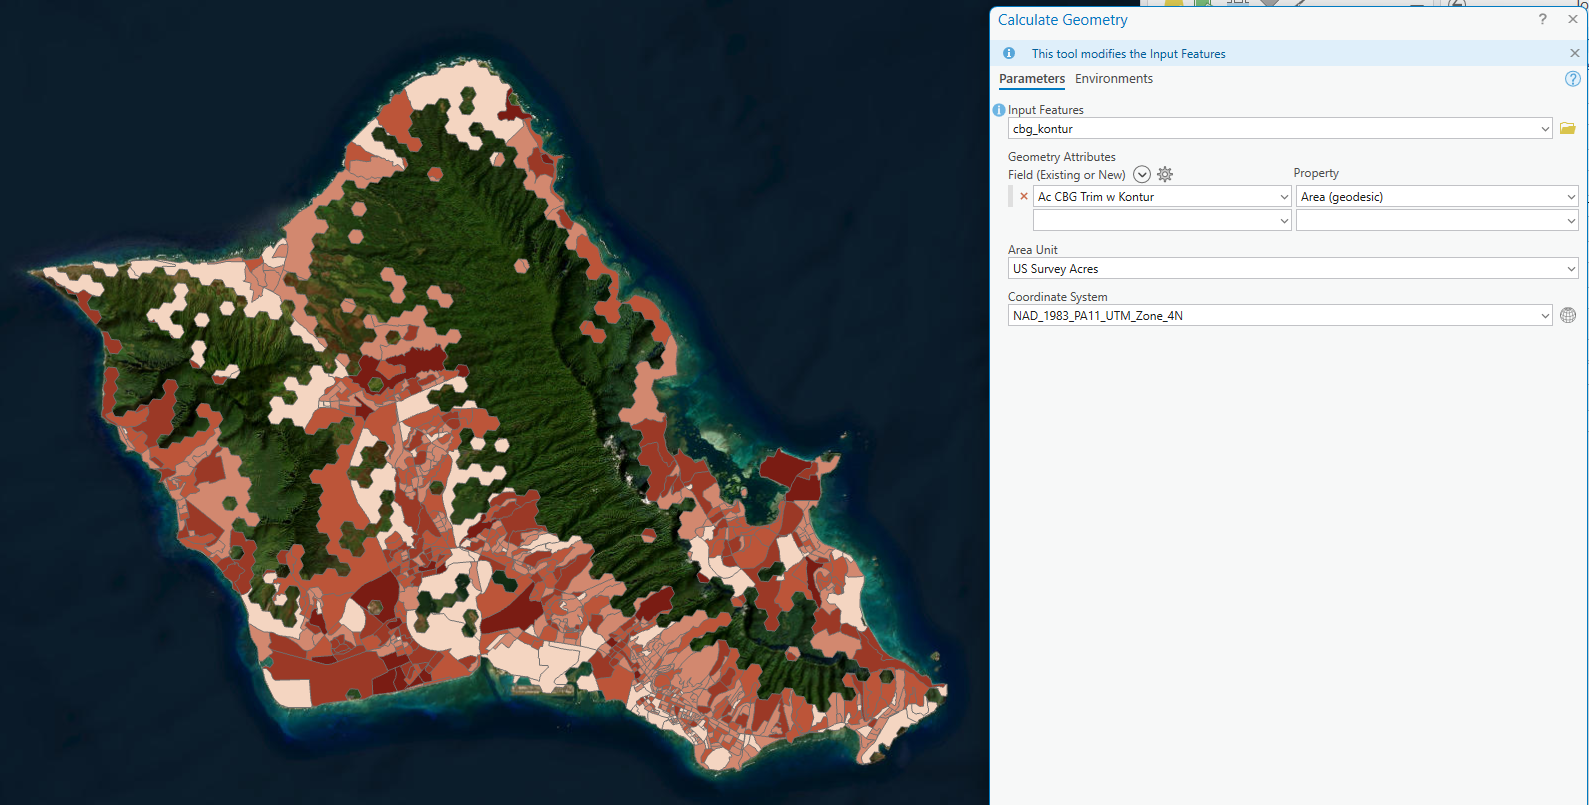 Calculate Geometry
?
This tool modifies the Input Features
Parameters Environments
?
Input Features
cbg_kontur
Geometry Attributes
Field (Existing or New) Property
Ac CBG Trim w Kontur Area (geodesic)
Area Unit
US Survey Acres
Coordinate System
NAD_1983_PA11_UTM_Zone_4N